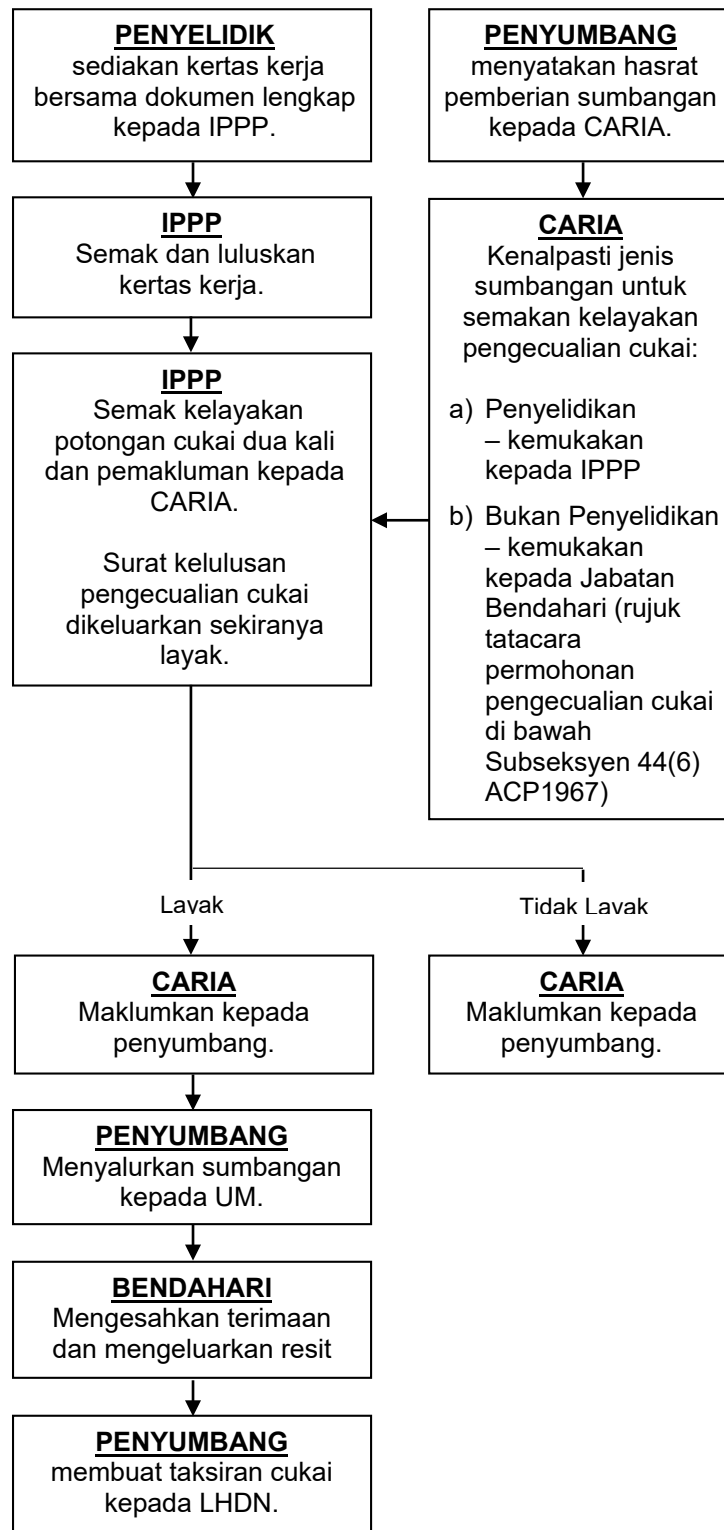 PENYELIDIK
sediakan kertas kerja
bersama dokumen lengkap
kepada IPPP.
PENYUMBANG
menyatakan hasrat
pemberian sumbangan
kepada CARIA.
IPPP
Semak dan luluskan
kertas kerja.
CARIA
Kenalpasti jenis
sumbangan untuk
semakan kelayakan
pengecualian cukai:
a) Penyelidikan
– kemukakan
kepada IPPP
b) Bukan Penyelidikan
– kemukakan
kepada Jabatan
Bendahari (rujuk
tatacara
permohonan
pengecualian cukai
di bawah
Subseksyen 44(6)
ACP1967)
IPPP
Semak kelayakan
potongan cukai dua kali
dan pemakluman kepada
CARIA.
Surat kelulusan
pengecualian cukai
dikeluarkan sekiranya
layak.
Layak
Tidak Layak
CARIA
Maklumkan kepada
penyumbang.
CARIA
Maklumkan kepada
penyumbang.
PENYUMBANG
Menyalurkan sumbangan
kepada UM.
BENDAHARI
Mengesahkan terimaan
dan mengeluarkan resit
PENYUMBANG
membuat taksiran cukai
kepada LHDN.